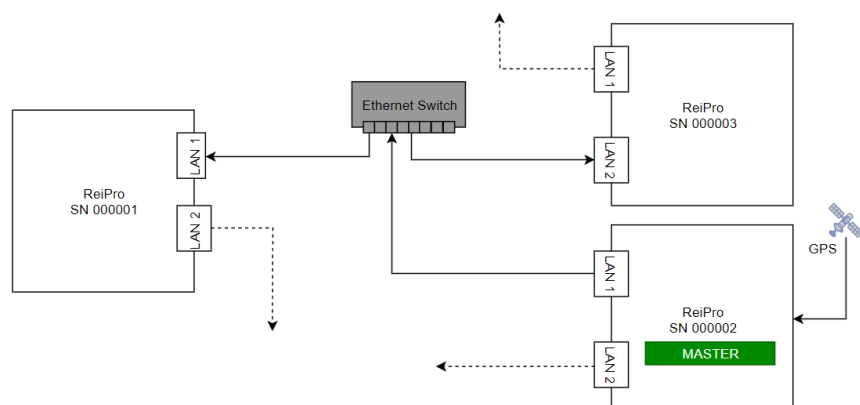 LAN 1
ReiPro
SN 000003
LAN 2
Ethernet Switch
LAN 1
ReiPro
SN 000001
LAN 2
GPS
LAN 1
ReiPro
SN 000002
MASTER
LAN 2